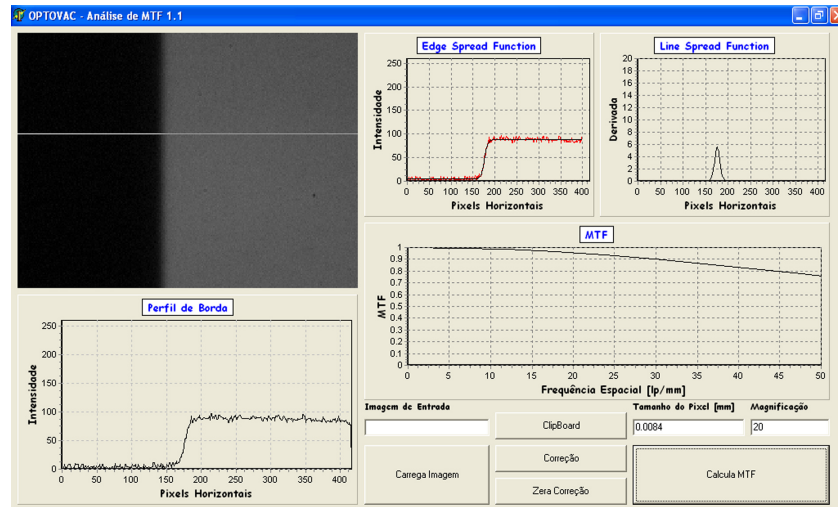 OPTOVAC - Análise de MTF 1.1
Edge Spread Function
250
200
150
100
50
0
Intensidade
0 50 100 150 200 250 300 350 400
Pixels Horizontais
Line Spread Function
20
18
16
14
12
10
8
6
4
2
0
Derivada
0 50 100 150 200 250 300 350 400
Pixels Horizontais
MTF
1
0.9
0.8
0.7
0.6
0.5
0.4
0.3
0.2
0.1
0
MTF
0 5 10 15 20 25 30 35 40 45 50
Frequência Espacial [lp/mm]
Perfil de Borda
250
200
150
100
50
0
Intensidade
0 50 100 150 200 250 300 350 400
Pixels Horizontais
Imagem de Entrada
ClipBoard
Tamanho do Pixel [mm] Magnificação
0.0084 20
Carrega Imagem
Correção
Zera Correção
Calcula MTF